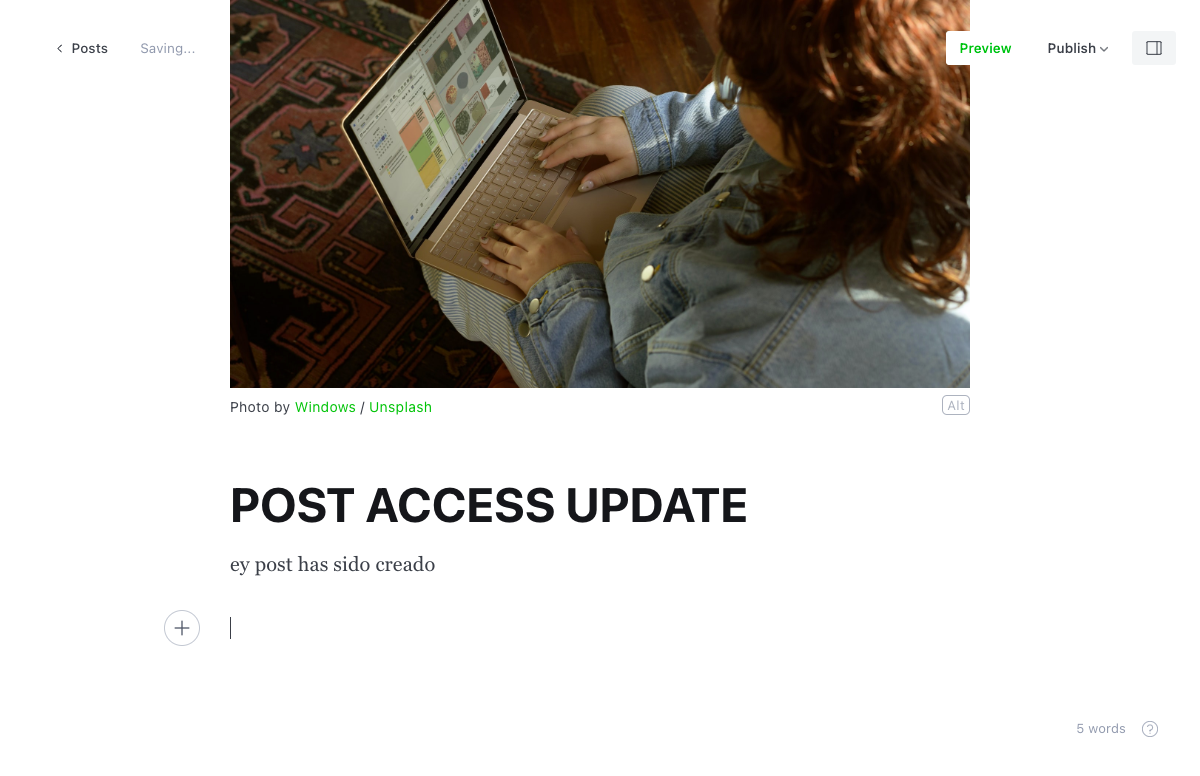 Posts Saving... Preview Publish
Photo by Windows / Unsplash Alt
POST ACCESS UPDATE
ey post has sido creado
5 words ?